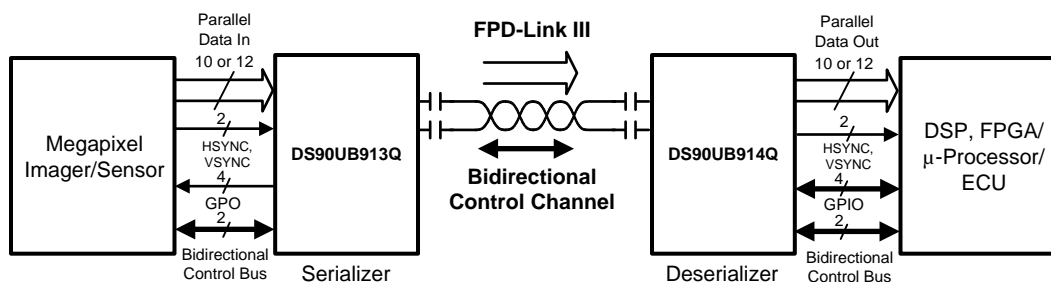 Parallel
Data In
10 or 12
2
HSYNC,
VSYNC
4
GPO
2
Bidirectional
Control Bus
Megapixel
Imager/Sensor
DS90UB913Q
Serializer
FPD-Link III
Bidirectional
Control Channel
DS90UB914Q
Deserializer
Parallel
Data Out
10 or 12
2
HSYNC,
VSYNC
4
GPIO
2
Bidirectional
Control Bus
DSP, FPGA/
μ-Processor/
ECU